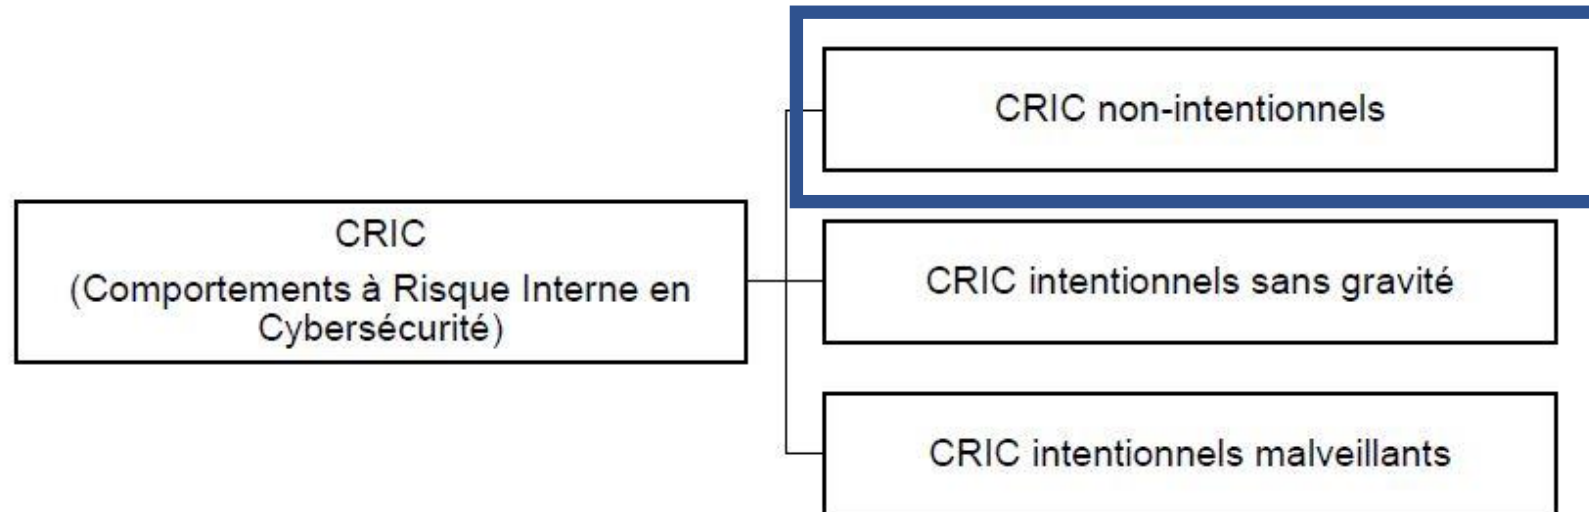 CRIC non-intentionnels
CRIC
(Comportements à Risque Interne en
Cybersécurité)
CRIC intentionnels sans gravité
CRIC intentionnels malveillants